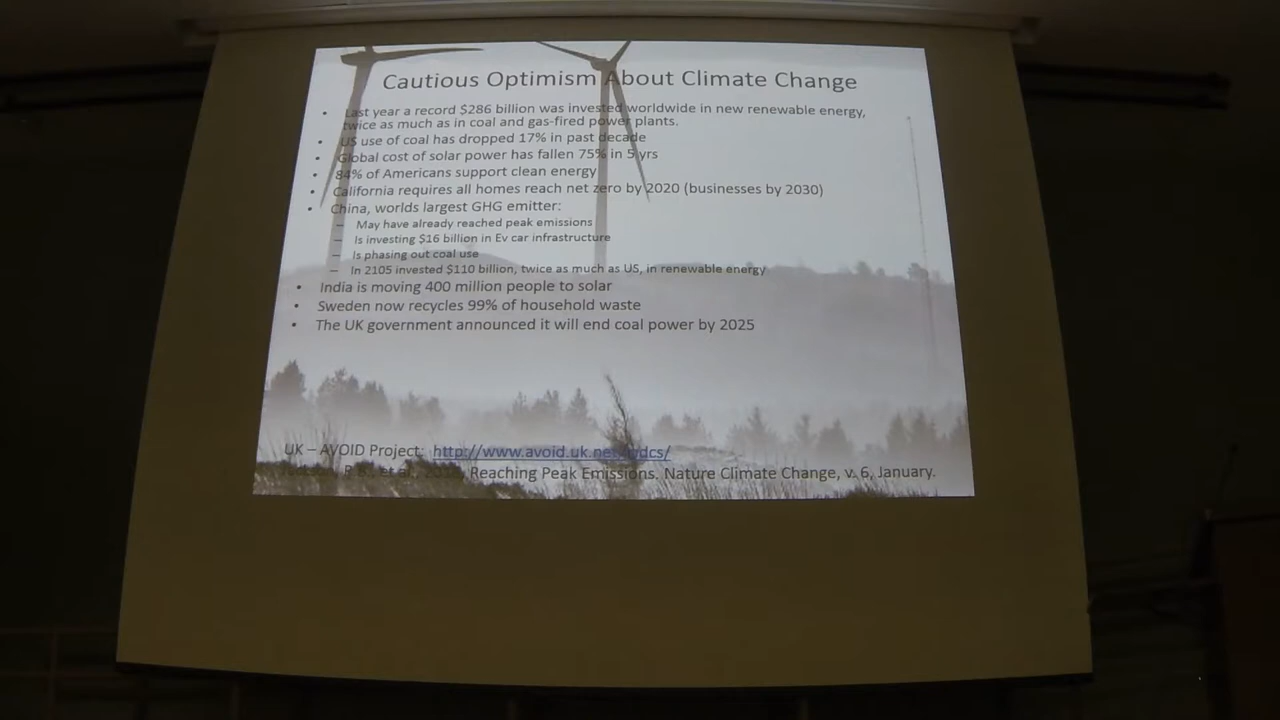 Cautious Optimism About Climate Change
• Last year a record $286 billion was invested worldwide in new renewable energy,
twice as much as in coal and gas-fired power plants.
• US use of coal has dropped 17% in past decade
• Global cost of solar power has fallen 75% in 5 yrs
• 84% of Americans support clean energy
• California requires all homes reach net zero by 2020 (businesses by 2030)
• China, worlds largest GHG emitter:
– May have already reached peak emissions
– Is investing $16 billion in Ev car infrastructure
– Is phasing out coal use
– In 2105 invested $110 billion, twice as much as US, in renewable energy
• India is moving 400 million people to solar
• Sweden now recycles 99% of household waste
• The UK government announced it will end coal power by 2025
UK – AVOID Project: http://www.avoid.uk.net/indcs/
Reaching Peak Emissions. Nature Climate Change, v. 6, January.